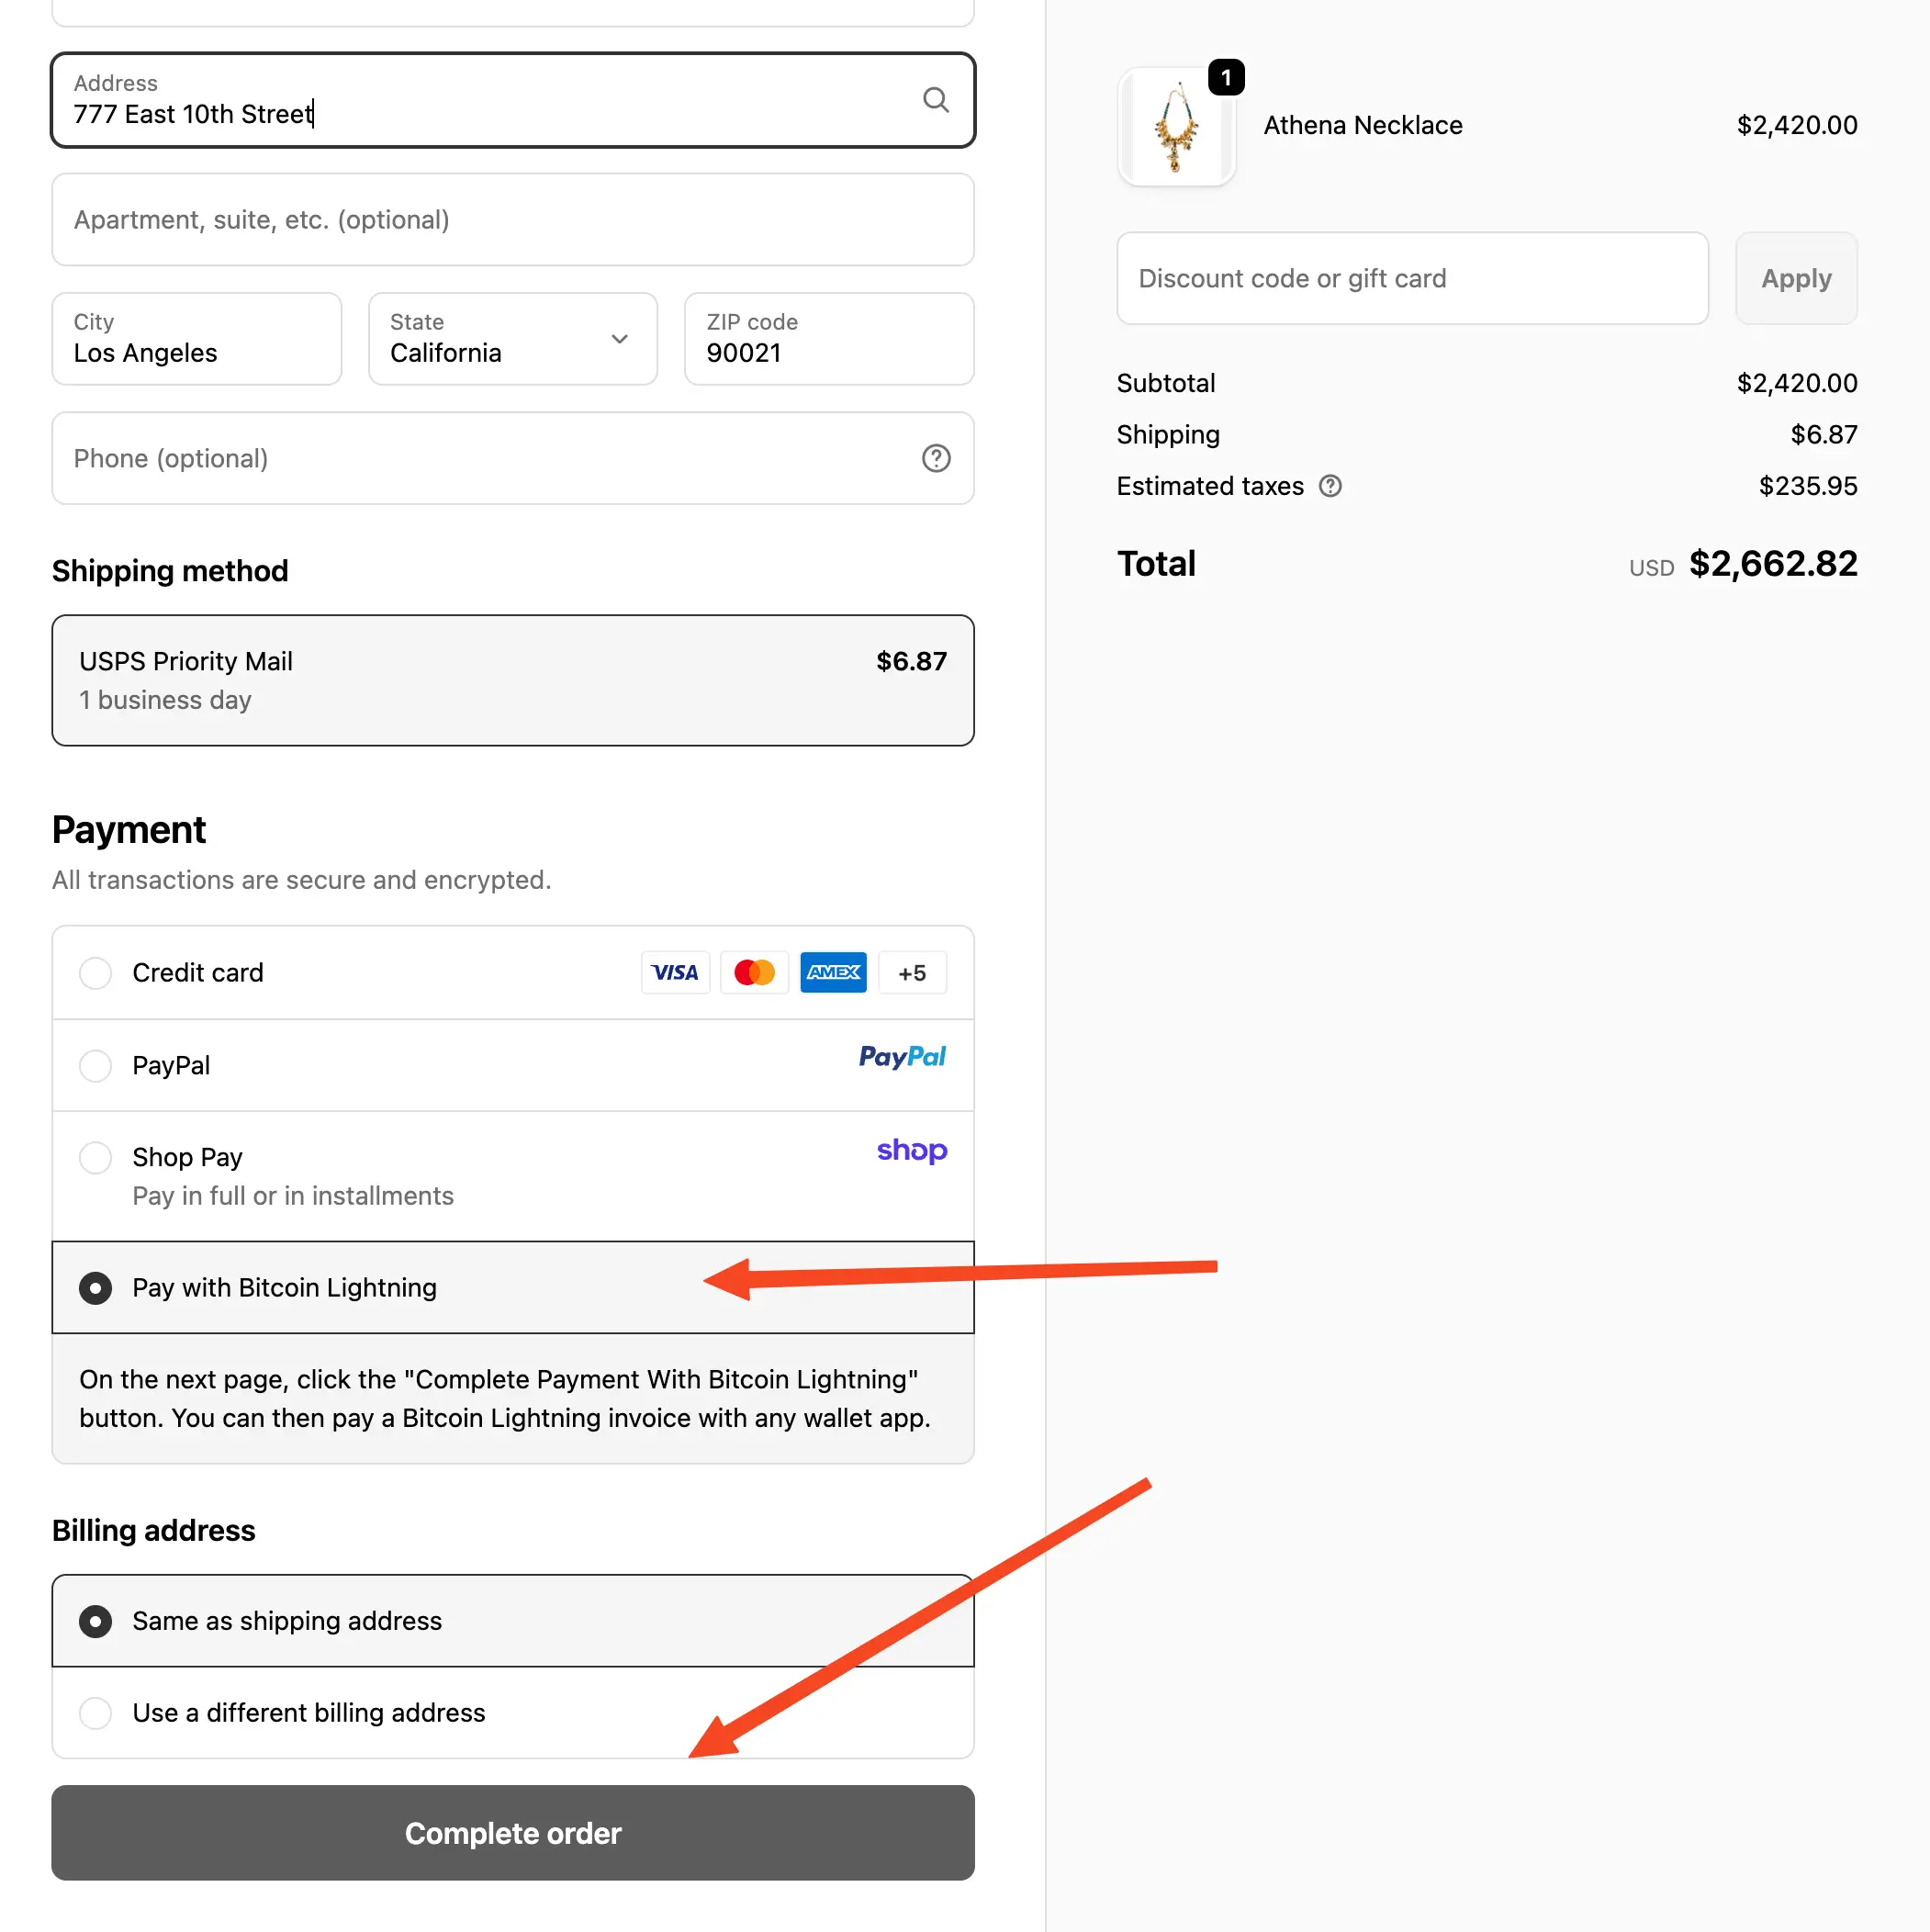 Address
777 East 10th Street
Apartment, suite, etc. (optional)
City
Los Angeles
State
California
ZIP code
90021
Phone (optional)
Shipping method
USPS Priority Mail $6.87
1 business day
Payment
All transactions are secure and encrypted.
Credit card VISA AMEX +5
PayPal PayPal
Shop Pay shop
Pay in full or in installments
Pay with Bitcoin Lightning
On the next page, click the "Complete Payment With Bitcoin Lightning"
button. You can then pay a Bitcoin Lightning invoice with any wallet app.
Billing address
Same as shipping address
Use a different billing address
Complete order
1
Athena Necklace $2,420.00
Discount code or gift card Apply
Subtotal $2,420.00
Shipping $6.87
Estimated taxes $235.95
Total USD $2,662.82